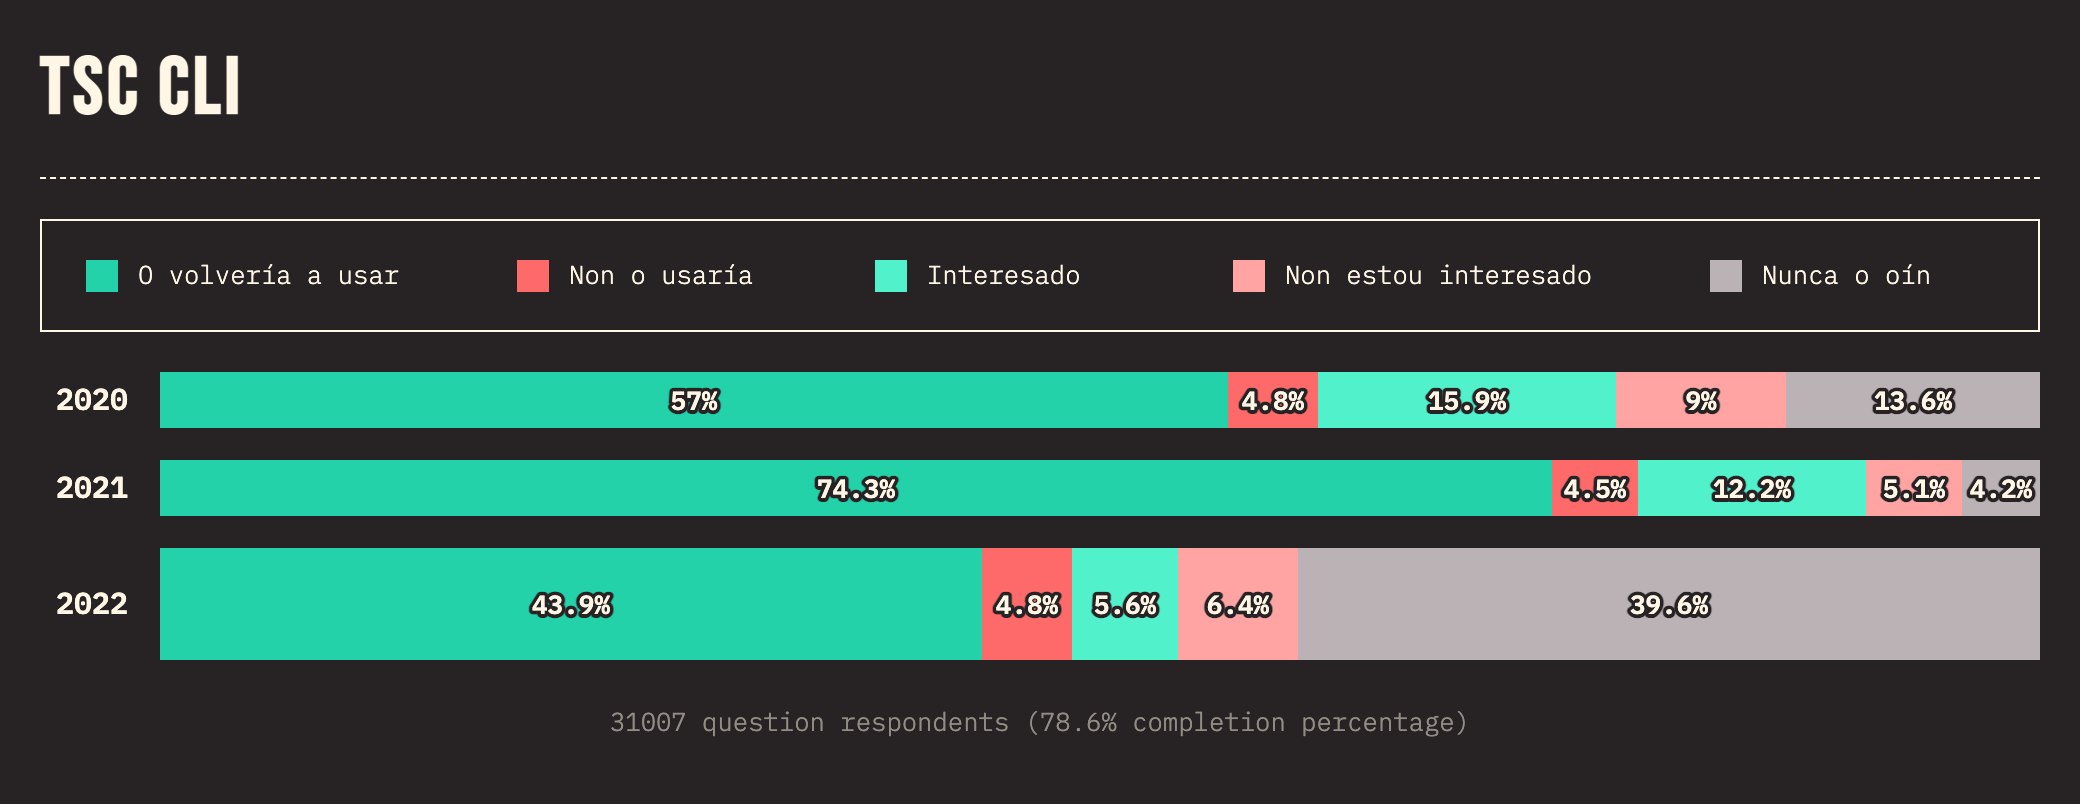 TSC CLI
O volvería a usar Non o usaría Interesado Non estou interesado Nunca o oín
2020 57% 4.8% 15.9% 9% 13.6%
2021 74.3% 4.5% 12.2% 5.1% 4.2%
2022 43.9% 4.8% 5.6% 6.4% 39.6%
31007 question respondents (78.6% completion percentage)